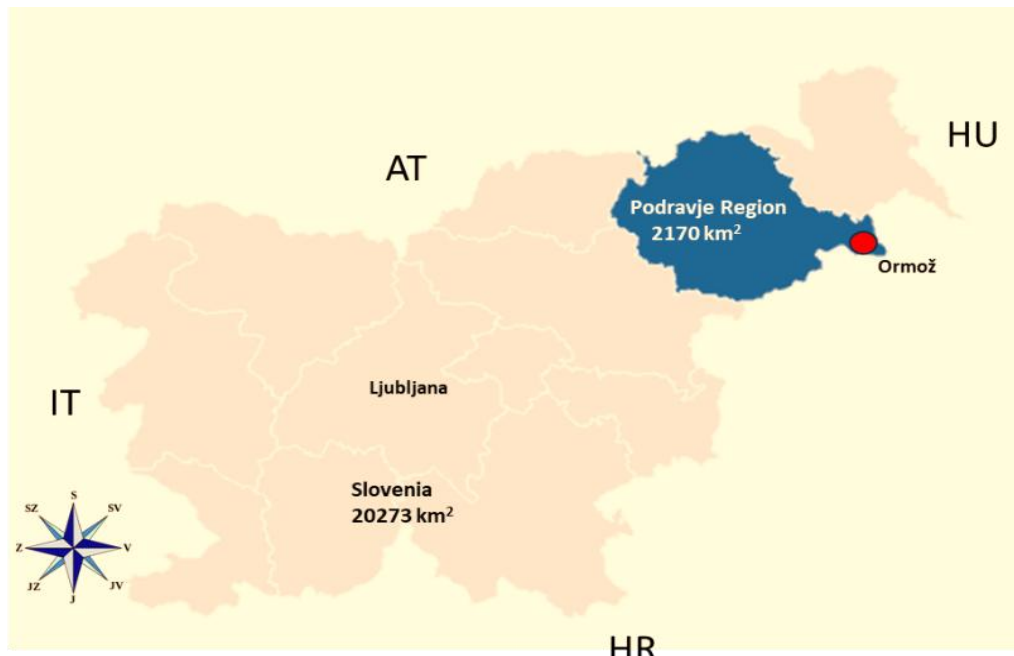 HU
AT
Podravje Region
2170 km²
Ormož
Ljubljana
IT
Slovenia
20273 km²
S
SZ
SV
Z
V
JZ
JV
J
HR